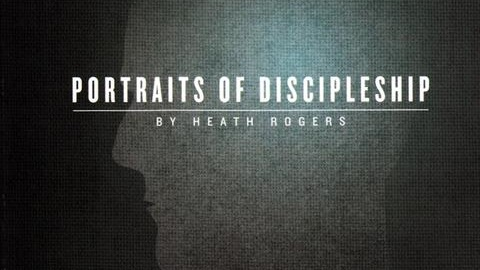 PORTRAITS OF DISCIPLESHIP
BY HEATH ROGERS